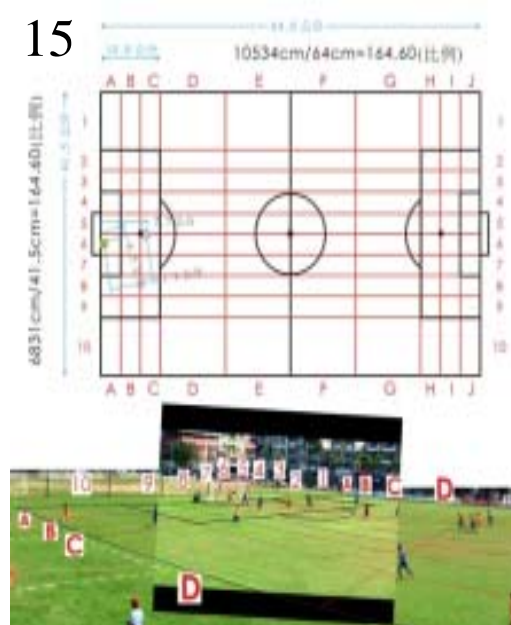 15
10534cm/64cm=164.60(比例)
A B C D E F G H I J
6831cm/41.5cm=164.60(比例)
1 1
2 2
3 3
4 4
5 5
6 6
7 7
8 8
9 9
10 10
A B C D E F G H I J
10 9 8 7 6 5 4 3 2 1 A B C D
A
B
C
D